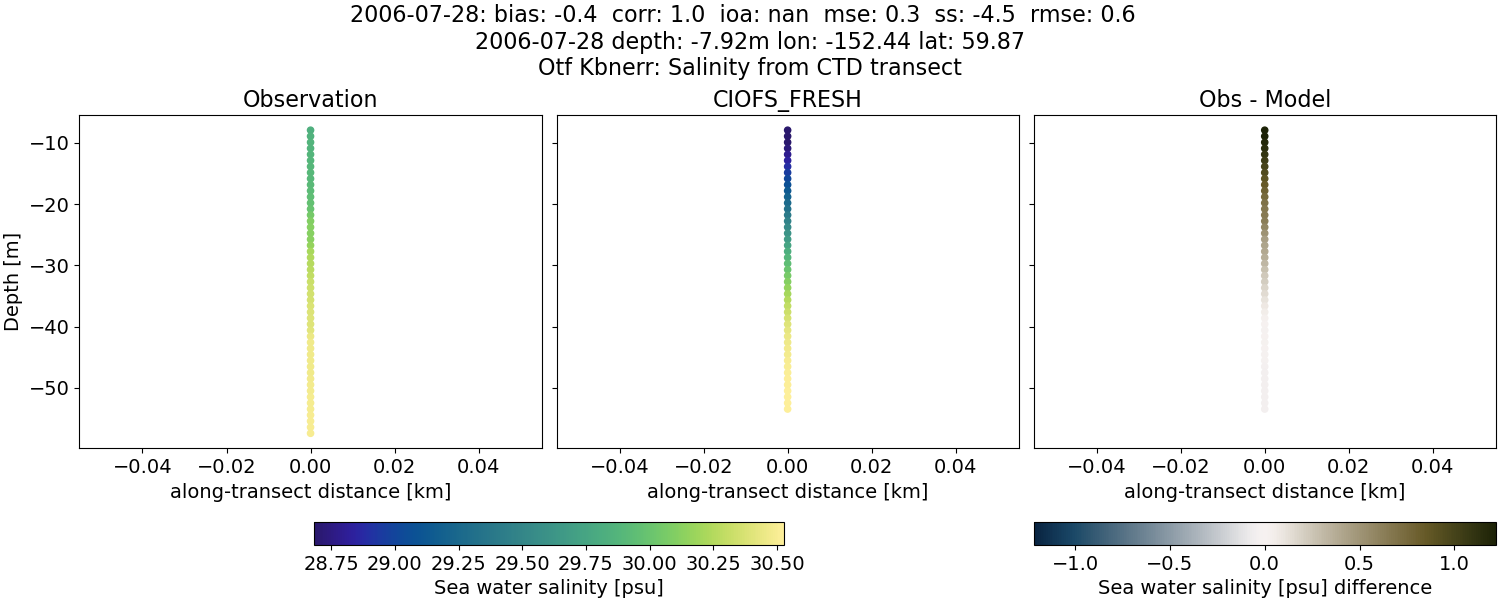 2006-07-28: bias: -0.4  corr: 1.0  ioa: nan  mse: 0.3  ss: -4.5  rmse: 0.6
2006-07-28 depth: -7.92m lon: -152.44 lat: 59.87
Otf Kbnerr: Salinity from CTD transect
Observation
CIOFS_FRESH
Obs - Model
Depth [m]
−10
−20
−30
−40
−50
−0.04 −0.02 0.00 0.02 0.04
−0.04 −0.02 0.00 0.02 0.04
−0.04 −0.02 0.00 0.02 0.04
along-transect distance [km]
along-transect distance [km]
along-transect distance [km]
28.75 29.00 29.25 29.50 29.75 30.00 30.25 30.50
Sea water salinity [psu]
−1.0 −0.5 0.0 0.5 1.0
Sea water salinity [psu] difference